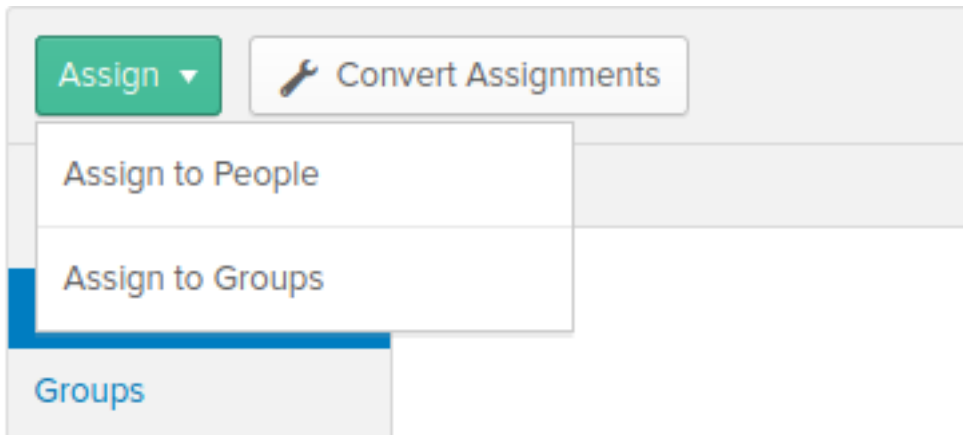 Assign Convert Assignments
Assign to People
Assign to Groups
Groups